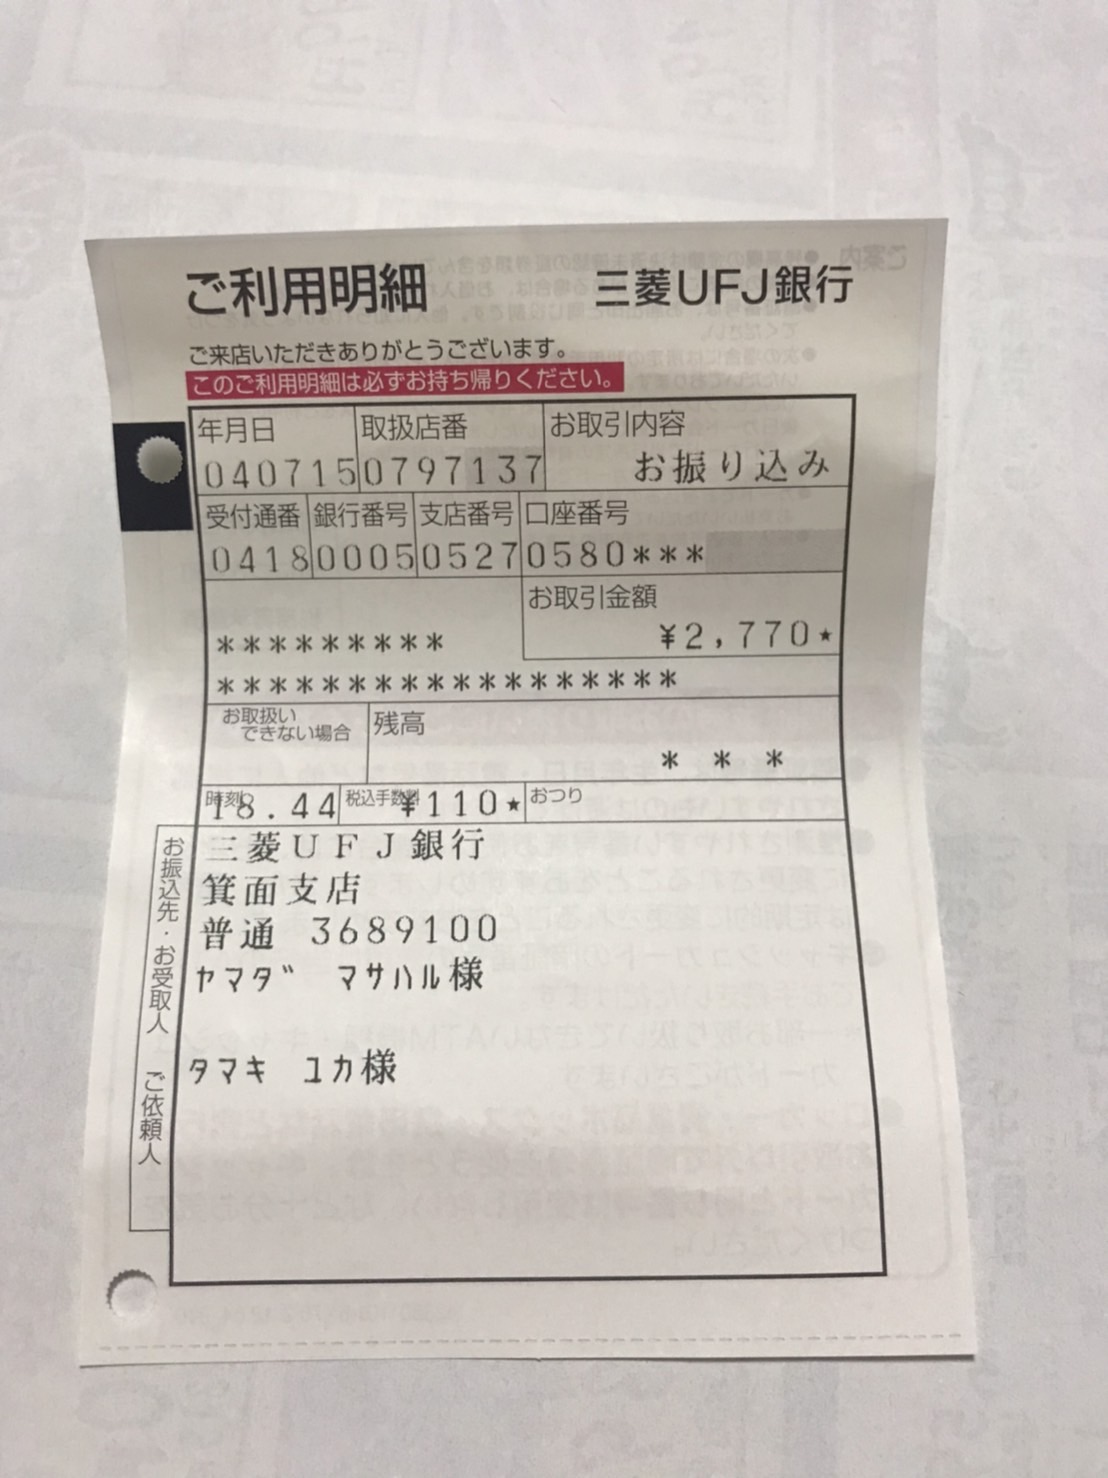 ご利用明細 三菱UFJ銀行
ご来店いただきありがとうございます。
このご利用明細は必ずお持ち帰りください。
年月日 取扱店番 お取引内容
040715 0797137 お振り込み
受付通番 銀行番号 支店番号 口座番号
0418 0005 0527 0580***
お取引金額
¥2,770★
*********
******************
お取扱いできない場合 残高
* * *
時刻 18.44 税込手数料 ¥110★ おつり
お振込先・お受取人 ご依頼人
三菱UFJ銀行
箕面支店
普通 3689100
ヤマダ マサハル様
タマキ ユカ様